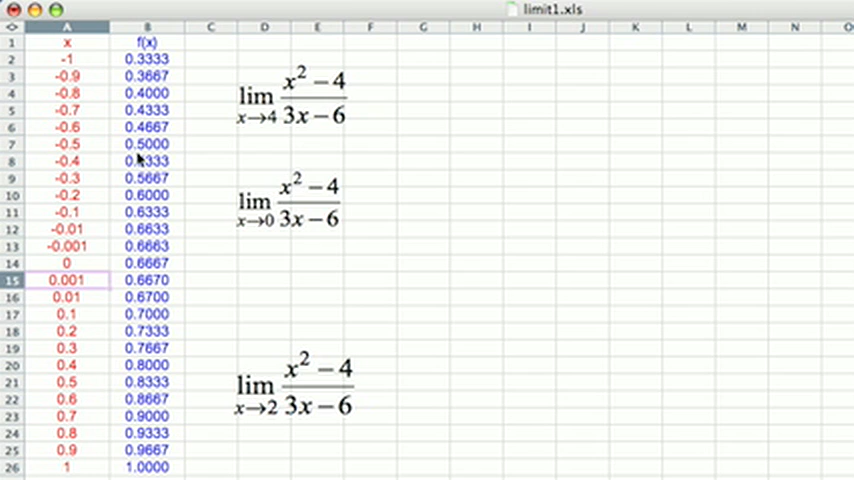 limit1.xls
A B C D E F G H I J K L M N O
1 x f(x)
2 -1 0.3333
3 -0.9 0.3667
4 -0.8 0.4000
5 -0.7 0.4333
6 -0.6 0.4667
7 -0.5 0.5000
8 -0.4
9 -0.3 0.5667
10 -0.2 0.6000
11 -0.1 0.6333
12 -0.01 0.6633
13 -0.001 0.6663
14 0 0.6667
15 0.001 0.6670
16 0.01 0.6700
17 0.1 0.7000
18 0.2 0.7333
19 0.3 0.7667
20 0.4 0.8000
21 0.5 0.8333
22 0.6 0.8667
23 0.7 0.9000
24 0.8 0.9333
25 0.9 0.9667
26 1 1.0000
lim x→4 x² − 4
3x − 6
lim x→0 x² − 4
3x − 6
lim x→2 x² − 4
3x − 6